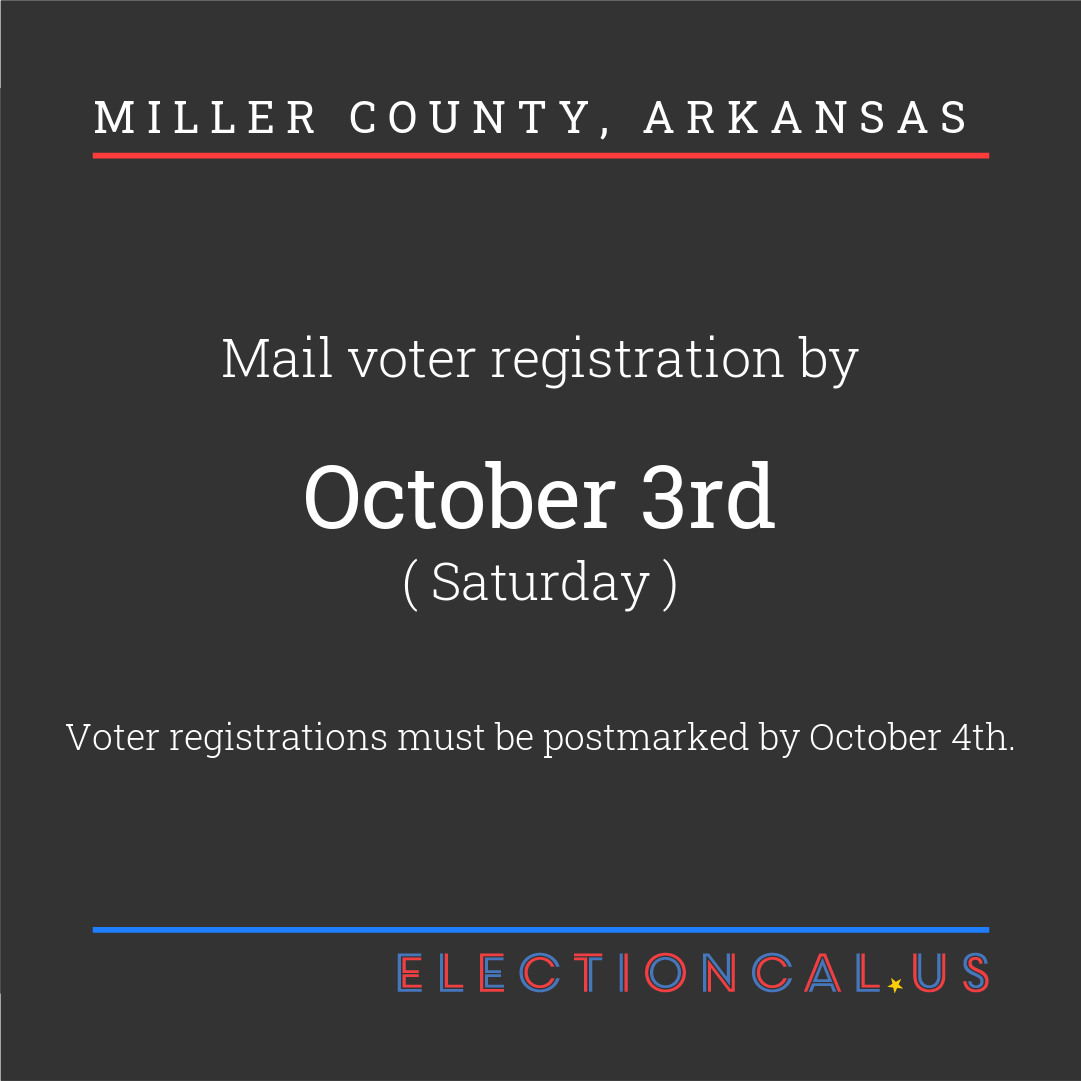 MILLER COUNTY, ARKANSAS
Mail voter registration by
October 3rd
( Saturday )
Voter registrations must be postmarked by October 4th.
ELECTIONCAL.US